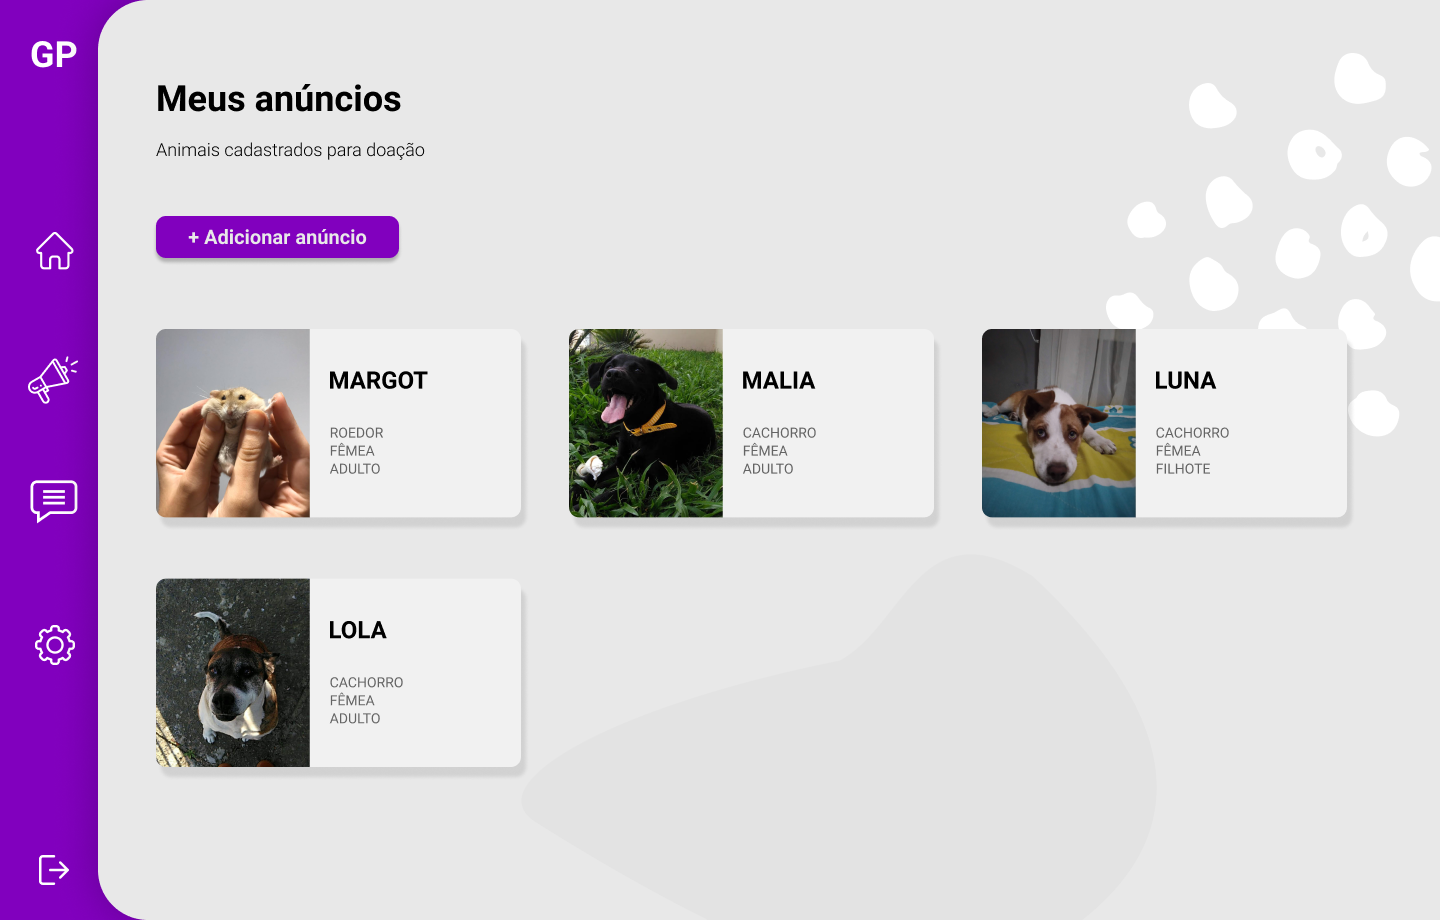 GP
Meus anúncios
Animais cadastrados para doação
+ Adicionar anúncio
MARGOT
ROEDOR
FÊMEA
ADULTO
MALIA
CACHORRO
FÊMEA
ADULTO
LUNA
CACHORRO
FÊMEA
FILHOTE
LOLA
CACHORRO
FÊMEA
ADULTO